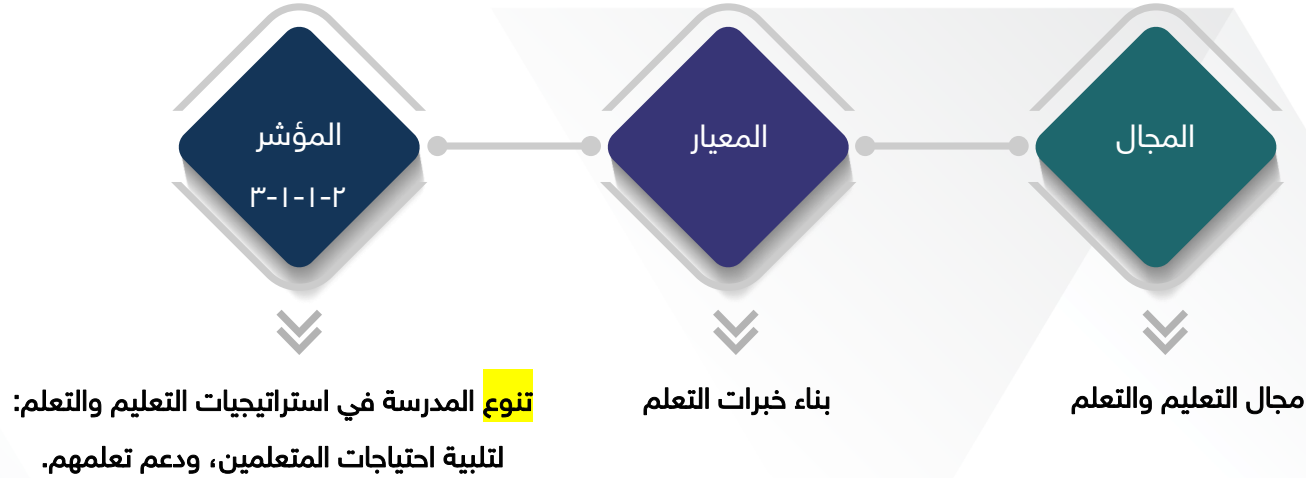 المجال
المعيار
المؤشر
٢-١-١-٣
مجال التعليم والتعلم
بناء خبرات التعلم
تنوع المدرسة في استراتيجيات التعليم والتعلم:
لتلبية احتياجات المتعلمين، ودعم تعلمهم.